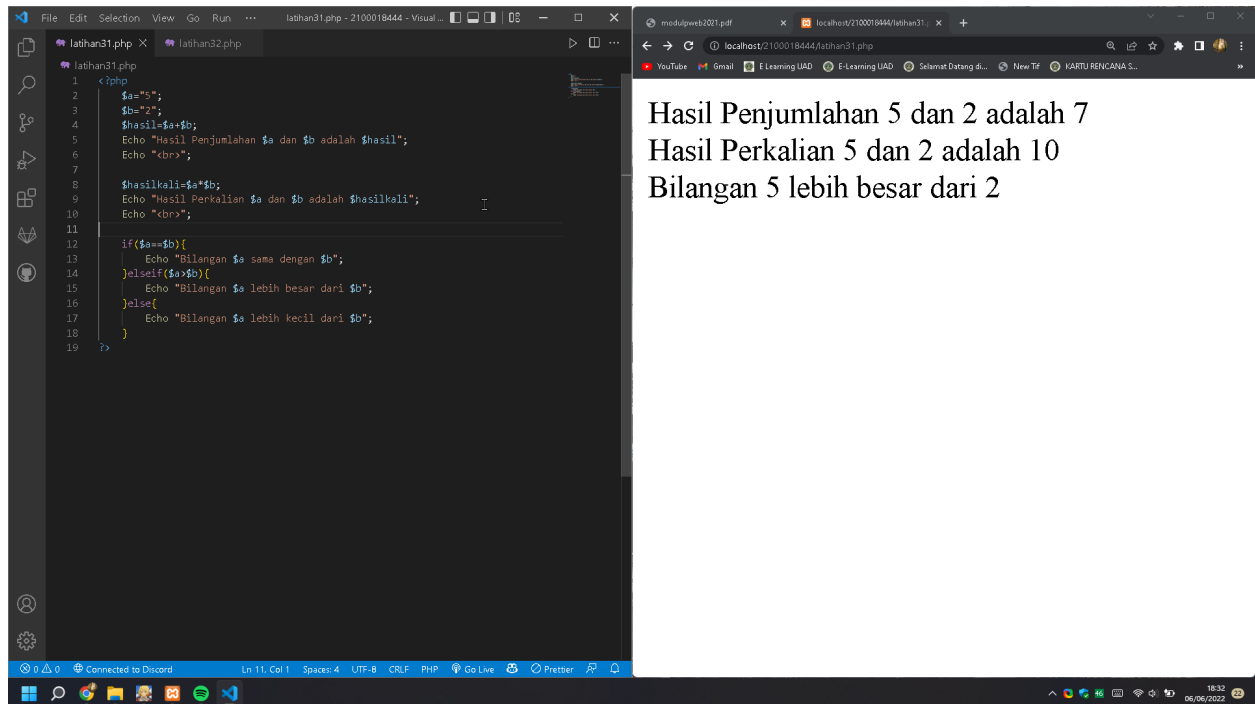 File Edit Selection View Go Run ··· latihan31.php - 2100018444 - Visual ...
latihan31.php latihan32.php
latihan31.php
1 <?php
2 $a="5";
3 $b="2";
4 $hasil=$a+$b;
5 Echo "Hasil Penjumlahan $a dan $b adalah $hasil";
6 Echo "<br>";
7
8 $hasilkali=$a*$b;
9 Echo "Hasil Perkalian $a dan $b adalah $hasilkali";
10 Echo "<br>";
11
12 if($a==$b){
13 Echo "Bilangan $a sama dengan $b";
14 }elseif($a>$b){
15 Echo "Bilangan $a lebih besar dari $b";
16 }else{
17 Echo "Bilangan $a lebih kecil dari $b";
18 }
19 ?>
0 0 Connected to Discord Ln 11, Col 1 Spaces: 4 UTF-8 CRLF PHP Go Live Prettier
modulpweb2021.pdf localhost/2100018444/latihan31.p
localhost/2100018444/latihan31.php
YouTube Gmail E Learning UAD E-Learning UAD Selamat Datang di... New Tif KARTU RENCANA S... »
Hasil Penjumlahan 5 dan 2 adalah 7
Hasil Perkalian 5 dan 2 adalah 10
Bilangan 5 lebih besar dari 2
46 18:32 22
06/06/2022